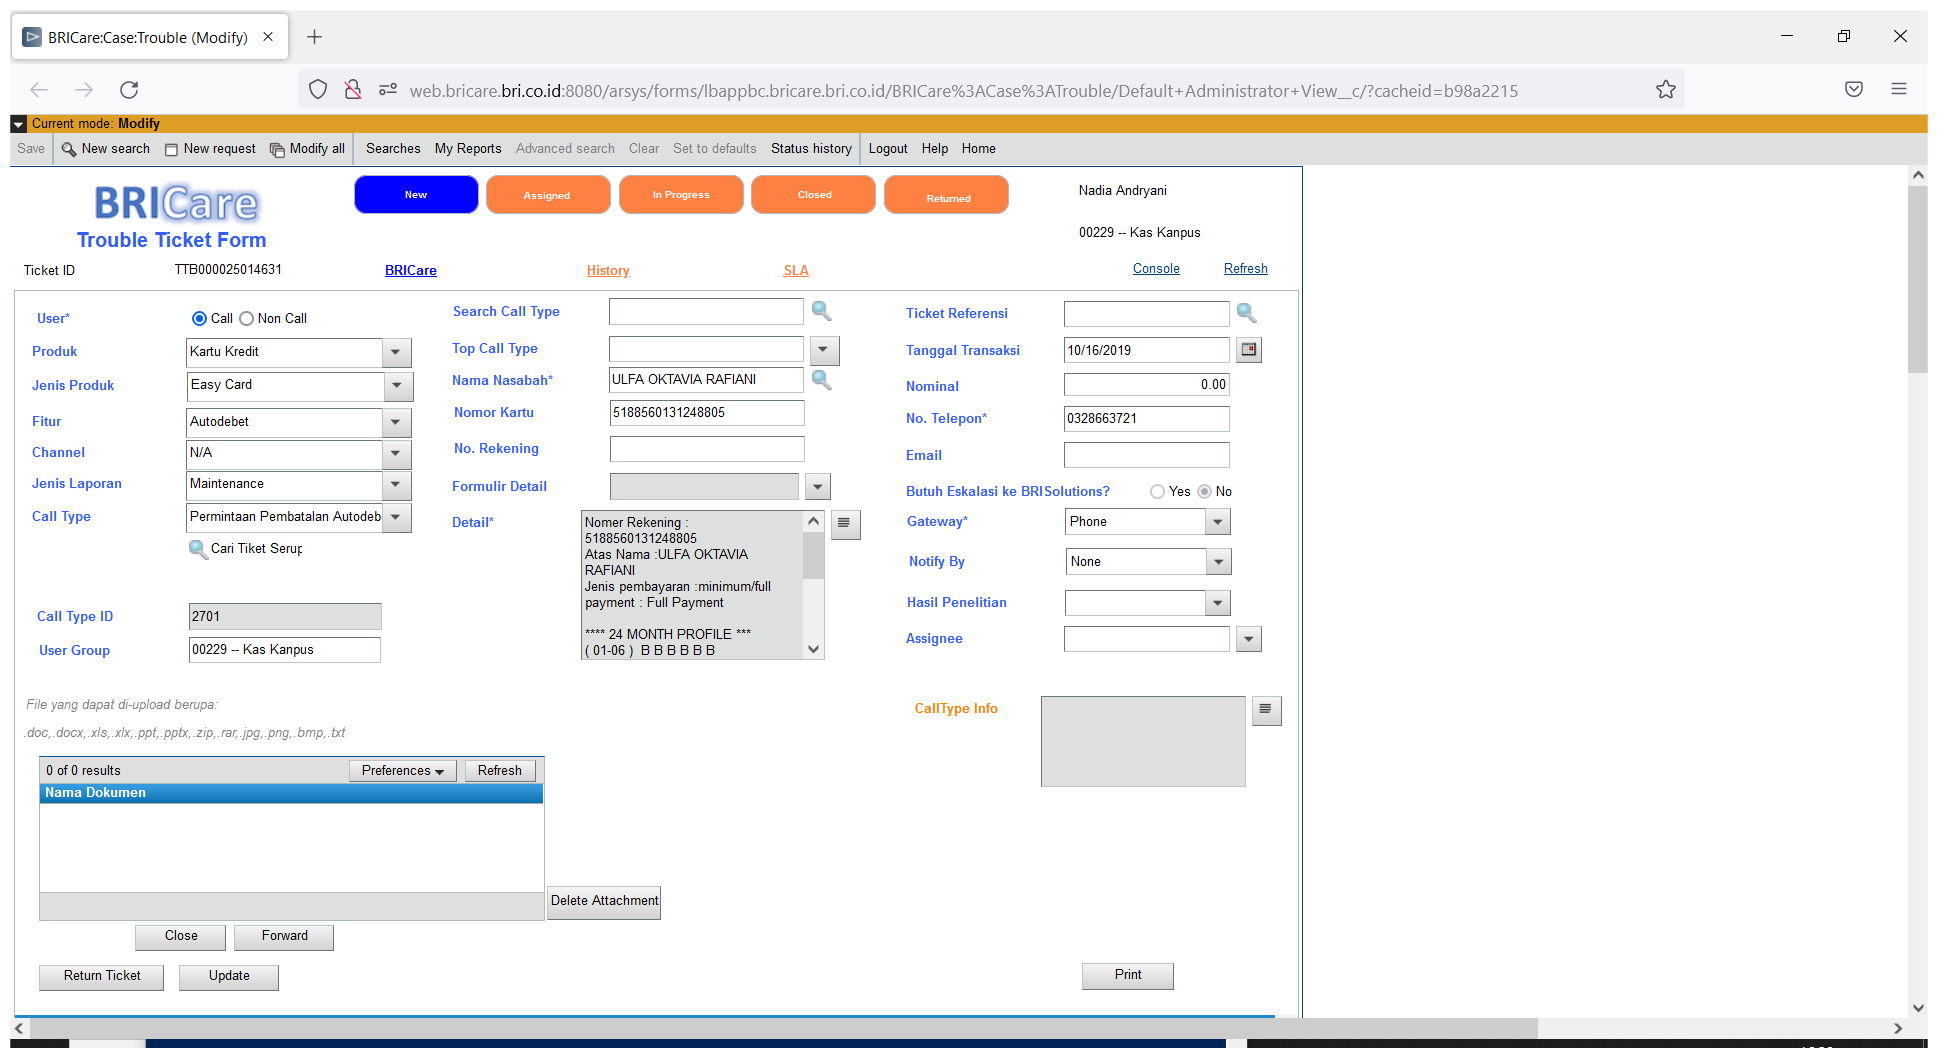 BRICare:Case:Trouble (Modify)
web.bricare.bri.co.id:8080/arsys/forms/lbappbc.bricare.bri.co.id/BRICare%3ACase%3ATrouble/Default+Administrator+View__c/?cacheid=b98a2215
Current mode: Modify
Save New search New request Modify all Searches My Reports Advanced search Clear Set to defaults Status history Logout Help Home
BRICare
Trouble Ticket Form
New Assigned In Progress Closed Returned
Nadia Andryani
00229 -- Kas Kanpus
Ticket ID TTB000025014631 BRICare History SLA Console Refresh
User* Call Non Call
Produk Kartu Kredit
Jenis Produk Easy Card
Fitur Autodebet
Channel N/A
Jenis Laporan Maintenance
Call Type Permintaan Pembatalan Autodeb
Cari Tiket Serup
Call Type ID 2701
User Group 00229 -- Kas Kanpus
Search Call Type
Top Call Type
Nama Nasabah* ULFA OKTAVIA RAFIANI
Nomor Kartu 5188560131248805
No. Rekening
Formulir Detail
Detail* Nomer Rekening :
5188560131248805
Atas Nama :ULFA OKTAVIA
RAFIANI
Jenis pembayaran :minimum/full
payment : Full Payment
**** 24 MONTH PROFILE ***
( 01-06 ) B B B B B B
Ticket Referensi
Tanggal Transaksi 10/16/2019
Nominal 0.00
No. Telepon* 0328663721
Email
Butuh Eskalasi ke BRISolutions? Yes No
Gateway* Phone
Notify By None
Hasil Penelitian
Assignee
CallType Info
File yang dapat di-upload berupa:
.doc,.docx,.xls,.xlx,.ppt,.pptx,.zip,.rar,.jpg,.png,.bmp,.txt
0 of 0 results Preferences Refresh
Nama Dokumen
Delete Attachment
Close Forward
Return Ticket Update Print